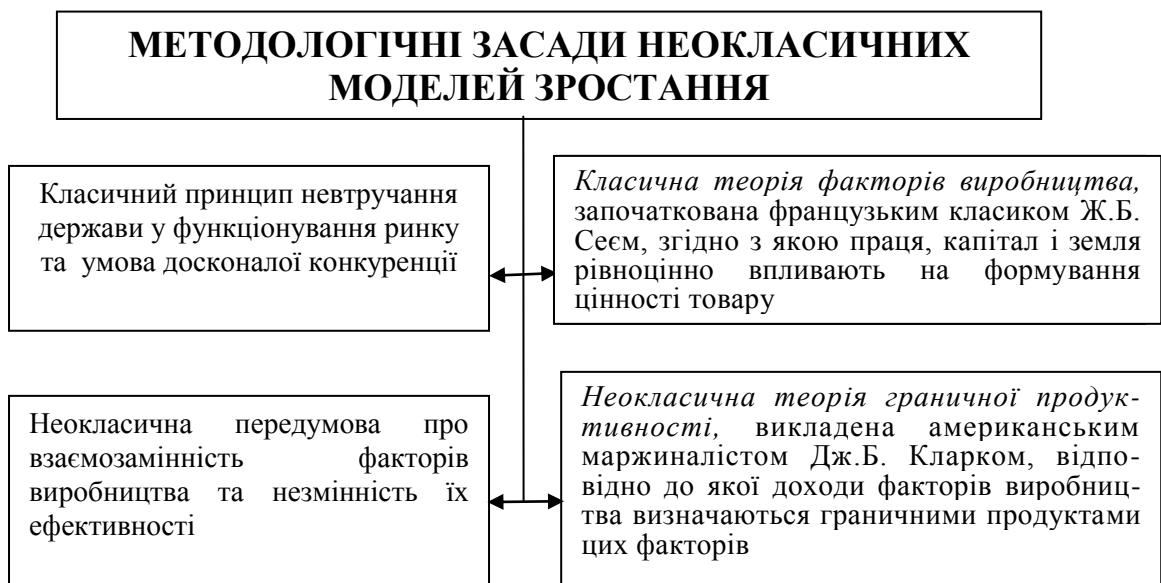 МЕТОДОЛОГІЧНІ ЗАСАДИ НЕОКЛАСИЧНИХ
МОДЕЛЕЙ ЗРОСТАННЯ
Класичний принцип невтручання
держави у функціонування ринку
та умова досконалої конкуренції
Класична теорія факторів виробництва,
започаткована французьким класиком Ж.Б.
Сеєм, згідно з якою праця, капітал і земля
рівноцінно впливають на формування
цінності товару
Неокласична передумова про
взаємозамінність факторів
виробництва та незмінність їх
ефективності
Неокласична теорія граничної продук-
тивності, викладена американським
маржиналістом Дж.Б. Кларком, відпо-
відно до якої доходи факторів виробниц-
тва визначаються граничними продуктами
цих факторів